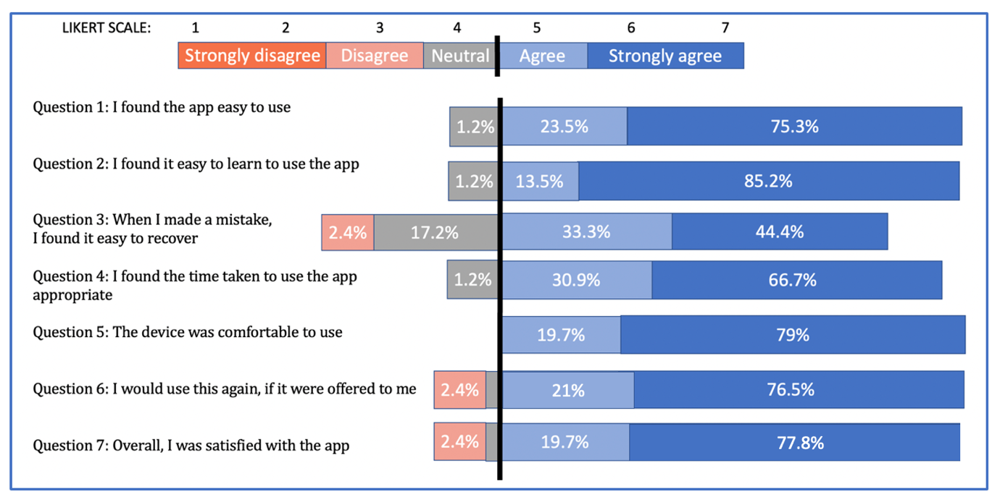 LIKERT SCALE: 1 2 3 4 5 6 7
Strongly disagree Disagree Neutral Agree Strongly agree
Question 1: I found the app easy to use
1.2% 23.5% 75.3%
Question 2: I found it easy to learn to use the app
1.2% 13.5% 85.2%
Question 3: When I made a mistake,
I found it easy to recover
2.4% 17.2% 33.3% 44.4%
Question 4: I found the time taken to use the app
appropriate
1.2% 30.9% 66.7%
Question 5: The device was comfortable to use
19.7% 79%
Question 6: I would use this again, if it were offered to me
2.4% 21% 76.5%
Question 7: Overall, I was satisfied with the app
2.4% 19.7% 77.8%